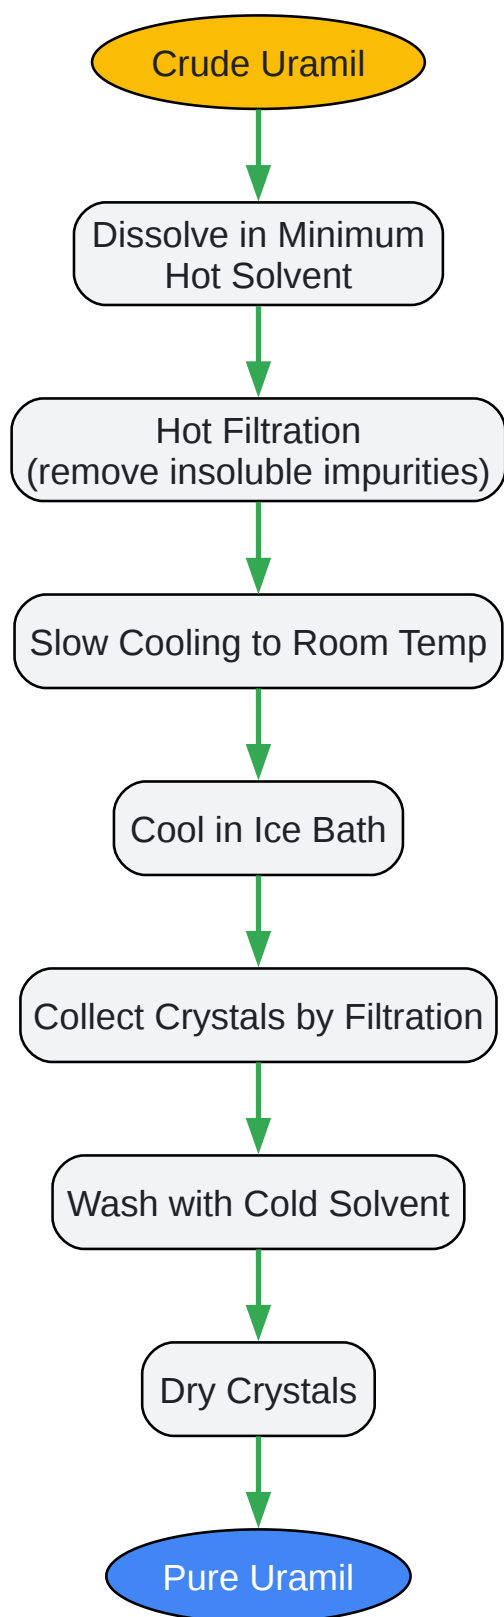 Crude Uramil
Dissolve in Minimum
Hot Solvent
Hot Filtration
(remove insoluble impurities)
Slow Cooling to Room Temp
Cool in Ice Bath
Collect Crystals by Filtration
Wash with Cold Solvent
Dry Crystals
Pure Uramil